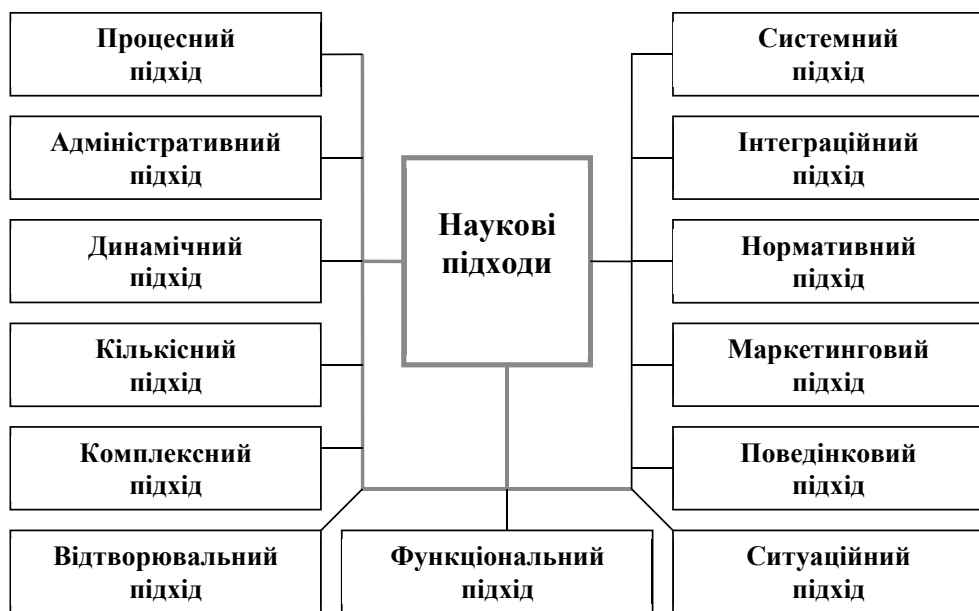 Процесний
підхід
Системний
підхід
Адміністративний
підхід
Інтеграційний
підхід
Наукові
підходи
Динамічний
підхід
Нормативний
підхід
Кількісний
підхід
Маркетинговий
підхід
Комплексний
підхід
Поведінковий
підхід
Відтворювальний
підхід
Функціональний
підхід
Ситуаційний
підхід